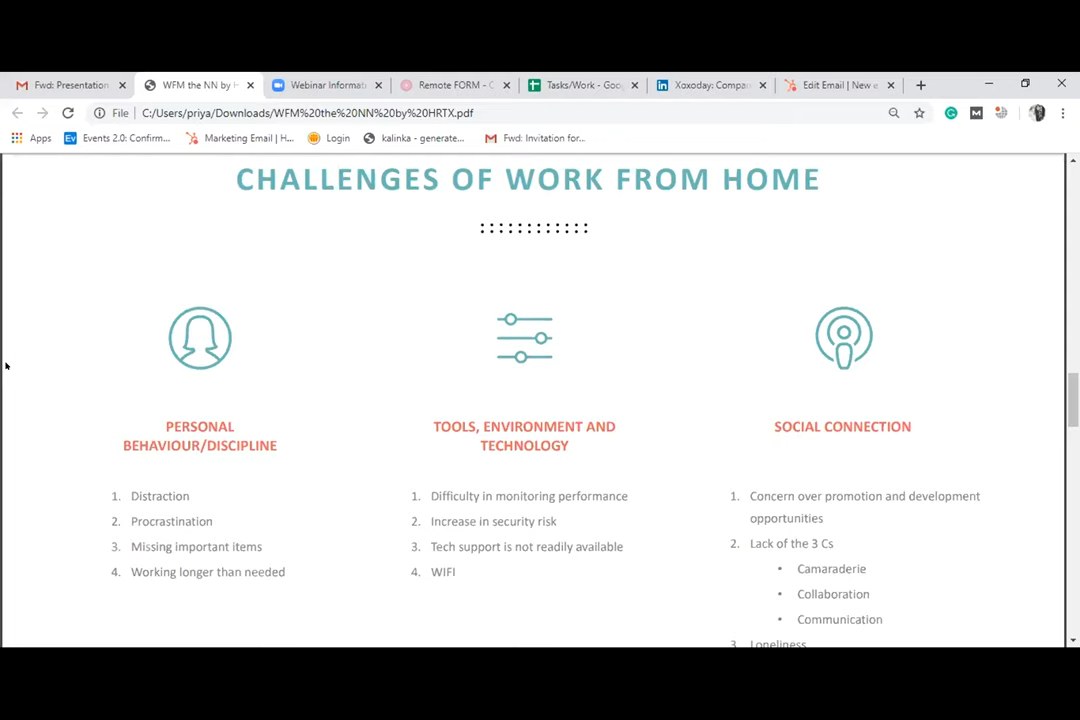 Fwd: Presentation
WFM the NN by H
Webinar Informati
Remote FORM - C
Tasks/Work - Goo
Xoxoday: Compa
Edit Email | New e
File
C:/Users/priya/Downloads/WFM%20the%20NN%20by%20HRTX.pdf
Apps
Events 2.0: Confirm...
Marketing Email | H...
Login
kalinka - generate...
Fwd: Invitation for...
CHALLENGES OF WORK FROM HOME
PERSONAL
BEHAVIOUR/DISCIPLINE
1. Distraction
2. Procrastination
3. Missing important items
4. Working longer than needed
TOOLS, ENVIRONMENT AND
TECHNOLOGY
1. Difficulty in monitoring performance
2. Increase in security risk
3. Tech support is not readily available
4. WIFI
SOCIAL CONNECTION
1. Concern over promotion and development
opportunities
2. Lack of the 3 Cs
• Camaraderie
• Collaboration
• Communication
3. Loneliness